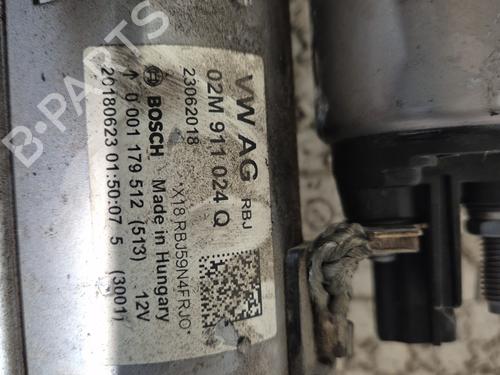 VW AG RBJ
02M 911 024 Q
23062018
*X18 RBJ59N4FRJO*
BOSCH Made in Hungary
0 001 179 512 (513) 12V
20180623 01:50:07 5 (3001)
B-PARTS